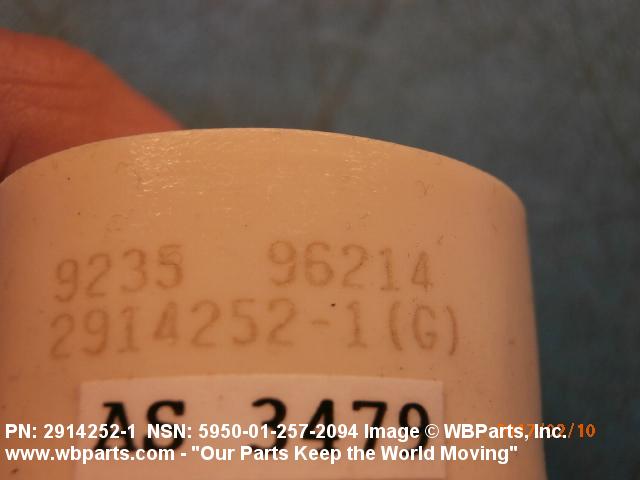 9235 96214
2914252-1(G)
AS 3479
PN: 2914252-1 NSN: 5950-01-257-2094 Image © WBParts, Inc.
www.wbparts.com - "Our Parts Keep the World Moving"